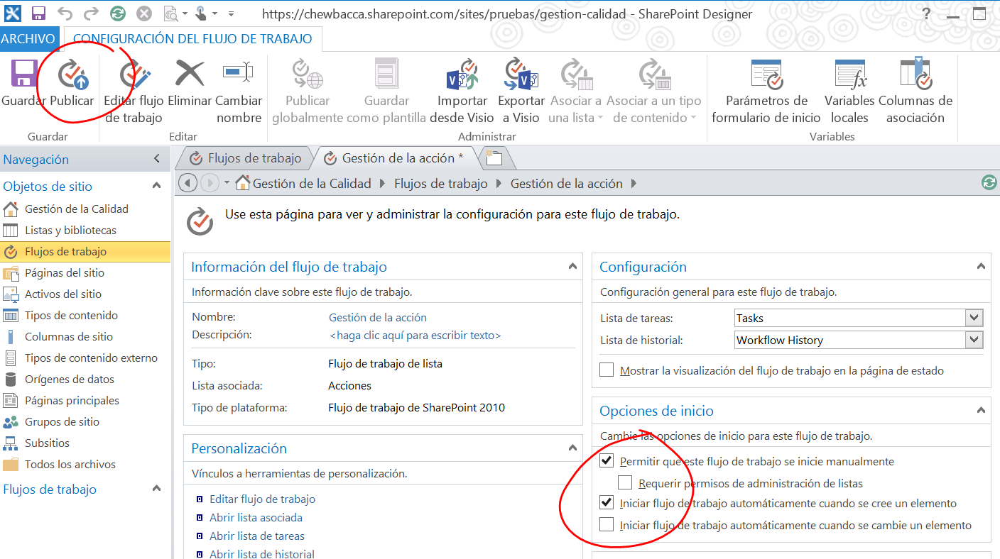 https://chewbacca.sharepoint.com/sites/pruebas/gestion-calidad - SharePoint Designer
?
ARCHIVO
CONFIGURACIÓN DEL FLUJO DE TRABAJO
Guardar
Publicar
Editar flujo
de trabajo
Eliminar
Cambiar
nombre
Publicar
globalmente
Guardar
como plantilla
Importar
desde Visio
Exportar
a Visio
Asociar a
una lista
Asociar a un tipo
de contenido
Parámetros de
formulario de inicio
Variables
locales
Columnas de
asociación
Guardar
Editar
Administrar
Variables
Navegación
Objetos de sitio
Gestión de la Calidad
Listas y bibliotecas
Flujos de trabajo
Páginas del sitio
Activos del sitio
Tipos de contenido
Columnas de sitio
Tipos de contenido externo
Orígenes de datos
Páginas principales
Grupos de sitio
Subsitios
Todos los archivos
Flujos de trabajo
Flujos de trabajo
Gestión de la acción *
Gestión de la Calidad
Flujos de trabajo
Gestión de la acción
Use esta página para ver y administrar la configuración para este flujo de trabajo.
Información del flujo de trabajo
Información clave sobre este flujo de trabajo.
Nombre: Gestión de la acción
Descripción: <haga clic aquí para escribir texto>
Tipo: Flujo de trabajo de lista
Lista asociada: Acciones
Tipo de plataforma: Flujo de trabajo de SharePoint 2010
Personalización
Vínculos a herramientas de personalización.
Editar flujo de trabajo
Abrir lista asociada
Abrir lista de tareas
Abrir lista de historial
Configuración
Configuración general para este flujo de trabajo.
Lista de tareas: Tasks
Lista de historial: Workflow History
Mostrar la visualización del flujo de trabajo en la página de estado
Opciones de inicio
Cambie las opciones de inicio para este flujo de trabajo.
Permitir que este flujo de trabajo se inicie manualmente
Requerir permisos de administración de listas
Iniciar flujo de trabajo automáticamente cuando se cree un elemento
Iniciar flujo de trabajo automáticamente cuando se cambie un elemento